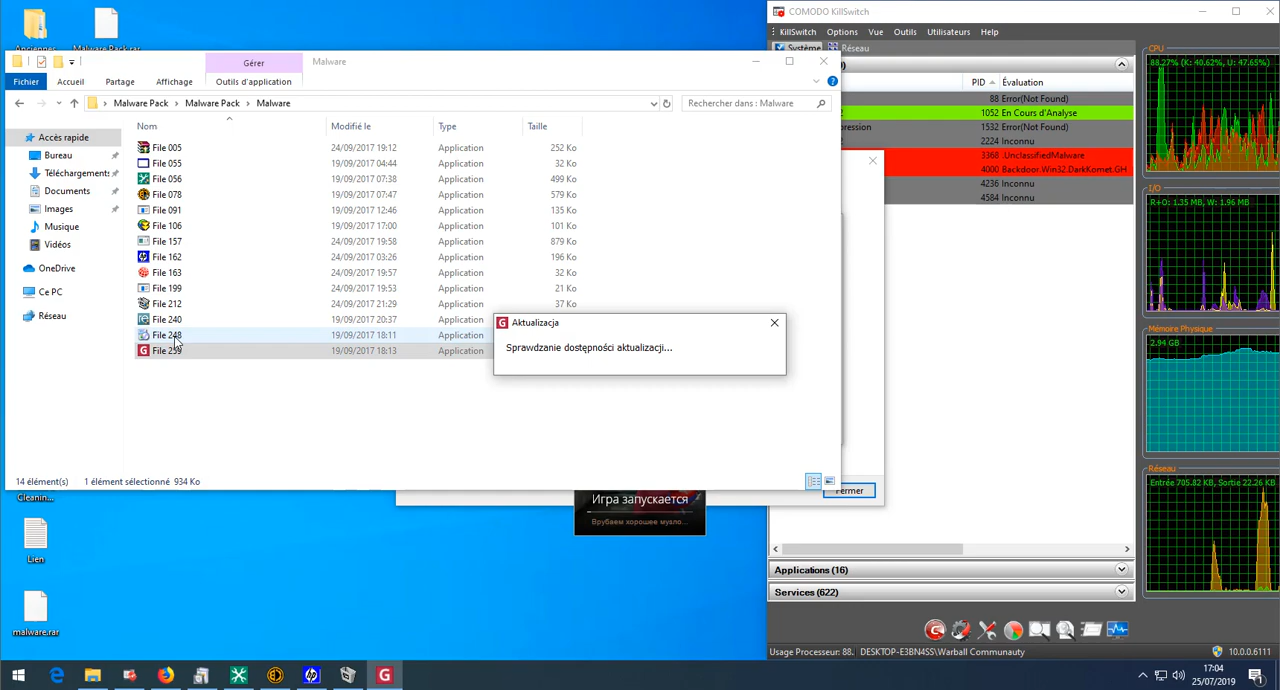 Malware Pack.rar
Gérer
Malware
Fichier
Accueil
Partage
Affichage
Outils d'application
Malware Pack
Malware Pack
Malware
Rechercher dans : Malware
Accès rapide
Bureau
Téléchargements
Documents
Images
Musique
Vidéos
OneDrive
Ce PC
Réseau
Nom Modifié le Type Taille
File 005 24/09/2017 19:12 Application 252 Ko
File 055 19/09/2017 04:44 Application 32 Ko
File 056 19/09/2017 07:38 Application 499 Ko
File 078 19/09/2017 07:47 Application 579 Ko
File 091 19/09/2017 12:46 Application 135 Ko
File 106 19/09/2017 17:00 Application 101 Ko
File 157 24/09/2017 19:58 Application 879 Ko
File 162 24/09/2017 03:26 Application 196 Ko
File 163 24/09/2017 19:57 Application 32 Ko
File 199 24/09/2017 19:53 Application 21 Ko
File 212 24/09/2017 21:29 Application 37 Ko
File 240 19/09/2017 20:37 Application
File 248 19/09/2017 18:11 Application
File 259 19/09/2017 18:13 Application
14 élément(s) 1 élément sélectionné 934 Ko
Aktualizacja
Sprawdzanie dostępności aktualizacji...
Fermer
Игра запускается
Врубаем хорошее музло...
Cleanin...
Lien
malware.rar
COMODO KillSwitch
KillSwitch Options Vue Outils Utilisateurs Help
Système Réseau
PID Évaluation
88 Error(Not Found)
1052 En Cours d'Analyse
1532 Error(Not Found)
2224 Inconnu
3368 .UnclassifiedMalware
4000 Backdoor.Win32.DarkKomet.GH
4236 Inconnu
4584 Inconnu
Applications (16)
Services (622)
CPU
88.27% (K: 40.62%, U: 47.65%)
I/O
R+O: 1.35 MB, W: 1.96 MB
Mémoire Physique
2.94 GB
Réseau
Entrée 705.82 KB, Sortie 22.26 KB
Usage Processeur: 88. DESKTOP-E3BN4SS\Warball Communauty
10.0.0.6111
17:04
25/07/2019